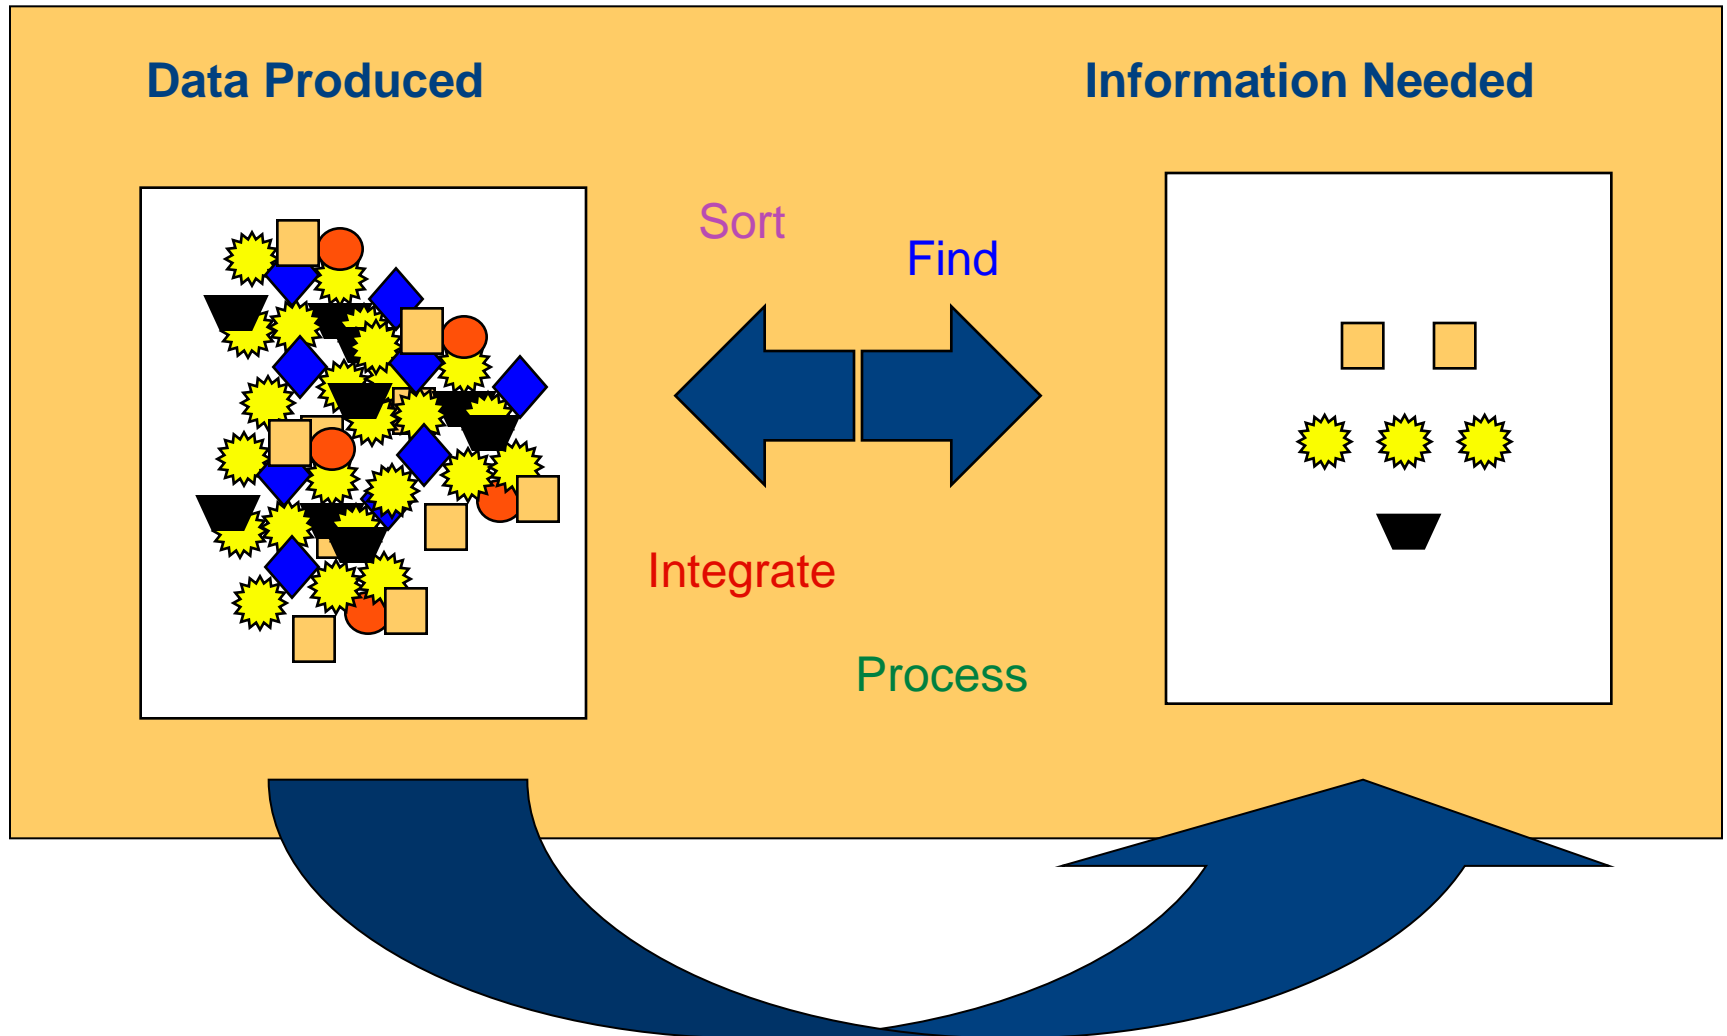 Data Produced
Information Needed
Sort
Find
Integrate
Process